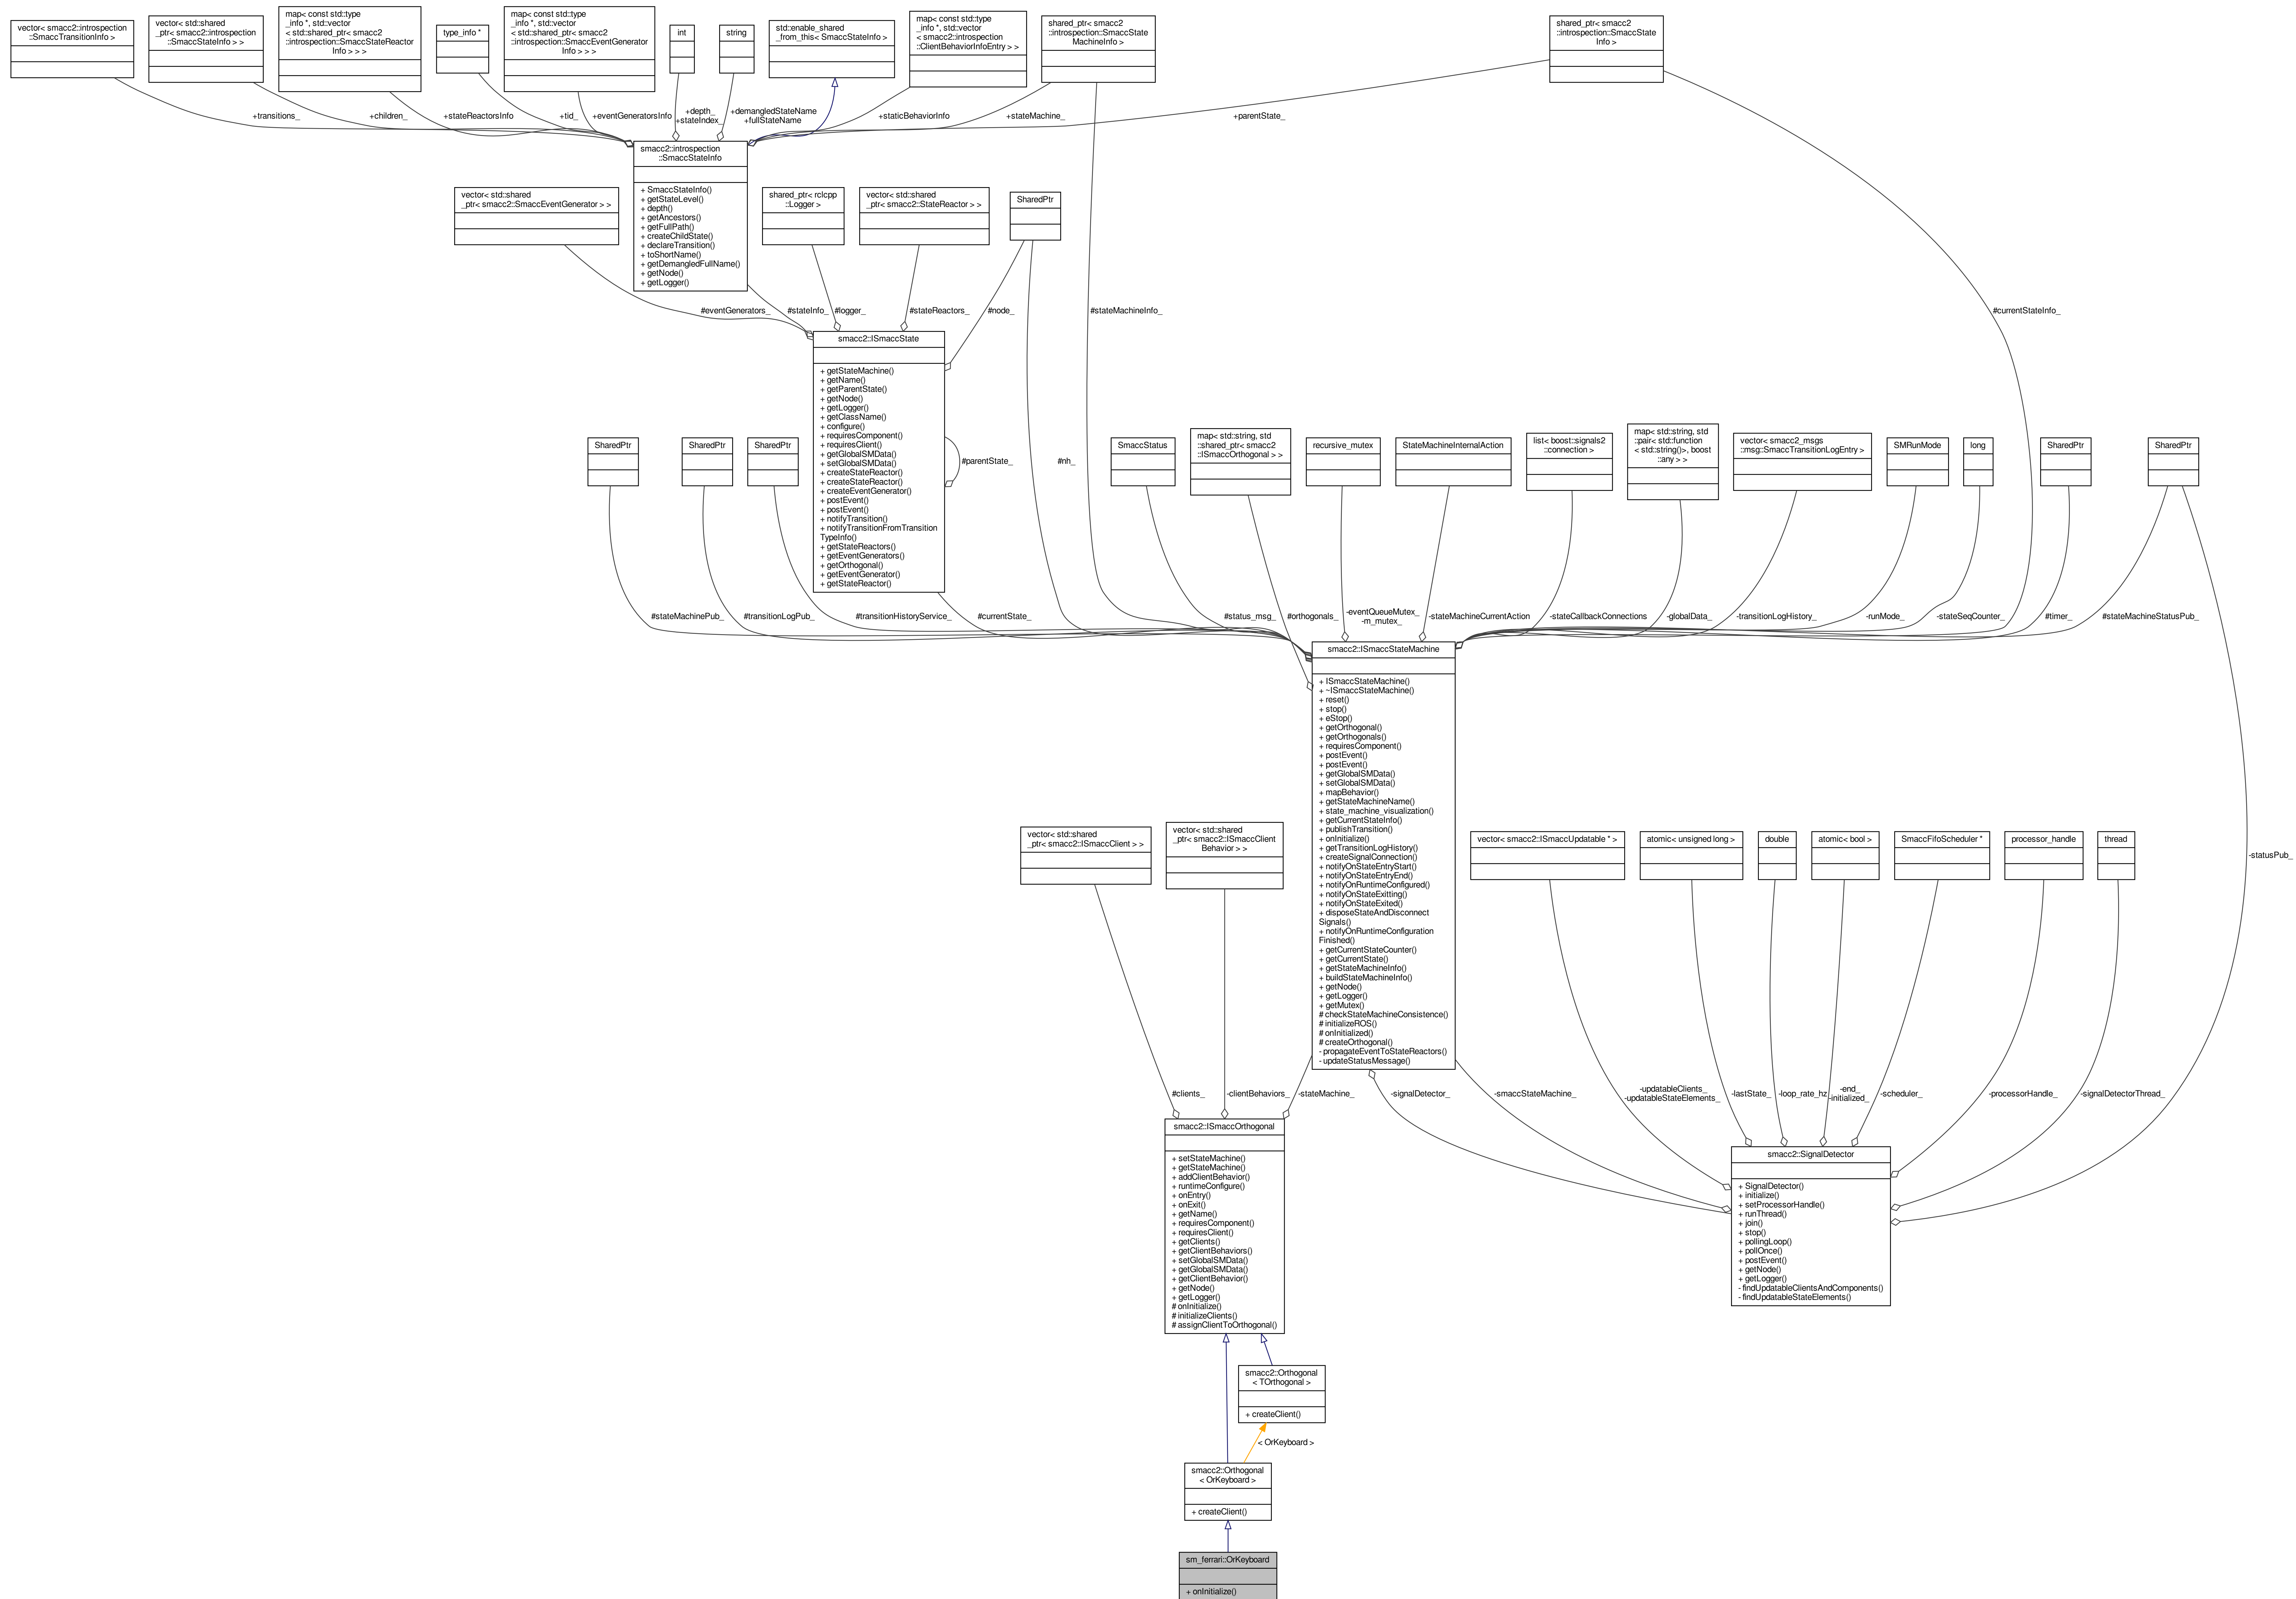 vector< smacc2::introspection
::SmaccTransitionInfo >
vector< std::shared
_ptr< smacc2::introspection
::SmaccStateInfo > >
map< const std::type
_info *, std::vector
< std::shared_ptr< smacc2
::introspection::SmaccStateReactor
Info > > >
type_info *
map< const std::type
_info *, std::vector
< std::shared_ptr< smacc2
::introspection::SmaccEventGenerator
Info > > >
int
string
std::enable_shared
_from_this< SmaccStateInfo >
map< const std::type
_info *, std::vector
< smacc2::introspection
::ClientBehaviorInfoEntry > >
shared_ptr< smacc2
::introspection::SmaccState
MachineInfo >
shared_ptr< smacc2
::introspection::SmaccState
Info >
+transitions_
+children_
+stateReactorsInfo
+tid_
+eventGeneratorsInfo
+depth_
+stateIndex_
+demangledStateName
+fullStateName
+staticBehaviorInfo
+stateMachine_
+parentState_
smacc2::introspection
::SmaccStateInfo
+ SmaccStateInfo()
+ getStateLevel()
+ depth()
+ getAncestors()
+ getFullPath()
+ createChildState()
+ declareTransition()
+ toShortName()
+ getDemangledFullName()
+ getNode()
+ getLogger()
vector< std::shared
_ptr< smacc2::SmaccEventGenerator > >
shared_ptr< rclcpp
::Logger >
vector< std::shared
_ptr< smacc2::StateReactor > >
SharedPtr
#eventGenerators_
#stateInfo_
#logger_
#stateReactors_
#node_
#stateMachineInfo_
#currentStateInfo_
smacc2::ISmaccState
+ getStateMachine()
+ getName()
+ getParentState()
+ getNode()
+ getLogger()
+ getClassName()
+ configure()
+ requiresComponent()
+ requiresClient()
+ getGlobalSMData()
+ setGlobalSMData()
+ createStateReactor()
+ createStateReactor()
+ createEventGenerator()
+ postEvent()
+ postEvent()
+ notifyTransition()
+ notifyTransitionFromTransition
TypeInfo()
+ getStateReactors()
+ getEventGenerators()
+ getOrthogonal()
+ getEventGenerator()
+ getStateReactor()
#parentState_
#nh_
SharedPtr
SharedPtr
SharedPtr
SmaccStatus
map< std::string, std
::shared_ptr< smacc2
::ISmaccOrthogonal > >
recursive_mutex
StateMachineInternalAction
list< boost::signals2
::connection >
map< std::string, std
::pair< std::function
< std::string()>, boost
::any > >
vector< smacc2_msgs
::msg::SmaccTransitionLogEntry >
SMRunMode
long
SharedPtr
SharedPtr
#stateMachinePub_
#transitionLogPub_
#transitionHistoryService_
#currentState_
#status_msg_
#orthogonals_
-eventQueueMutex_
-m_mutex_
-stateMachineCurrentAction
-stateCallbackConnections
-globalData_
-transitionLogHistory_
-runMode_
-stateSeqCounter_
#timer_
#stateMachineStatusPub_
smacc2::ISmaccStateMachine
+ ISmaccStateMachine()
+ ~ISmaccStateMachine()
+ reset()
+ stop()
+ eStop()
+ getOrthogonal()
+ getOrthogonals()
+ requiresComponent()
+ postEvent()
+ postEvent()
+ getGlobalSMData()
+ setGlobalSMData()
+ mapBehavior()
+ getStateMachineName()
+ state_machine_visualization()
+ getCurrentStateInfo()
+ publishTransition()
+ onInitialize()
+ getTransitionLogHistory()
+ createSignalConnection()
+ notifyOnStateEntryStart()
+ notifyOnStateEntryEnd()
+ notifyOnRuntimeConfigured()
+ notifyOnStateExitting()
+ notifyOnStateExited()
+ disposeStateAndDisconnect
Signals()
+ notifyOnRuntimeConfiguration
Finished()
+ getCurrentStateCounter()
+ getCurrentState()
+ getStateMachineInfo()
+ buildStateMachineInfo()
+ getNode()
+ getLogger()
+ getMutex()
# checkStateMachineConsistence()
# initializeROS()
# onInitialized()
# createOrthogonal()
- propagateEventToStateReactors()
- updateStatusMessage()
vector< std::shared
_ptr< smacc2::ISmaccClient > >
vector< std::shared
_ptr< smacc2::ISmaccClient
Behavior > >
vector< smacc2::ISmaccUpdatable * >
atomic< unsigned long >
double
atomic< bool >
SmaccFifoScheduler *
processor_handle
thread
-statusPub_
#clients_
-clientBehaviors_
-stateMachine_
-signalDetector_
-smaccStateMachine_
-updatableClients_
-updatableStateElements_
-lastState_
-loop_rate_hz
-end_
-initialized_
-scheduler_
-processorHandle_
-signalDetectorThread_
smacc2::ISmaccOrthogonal
+ setStateMachine()
+ getStateMachine()
+ addClientBehavior()
+ runtimeConfigure()
+ onEntry()
+ onExit()
+ getName()
+ requiresComponent()
+ requiresClient()
+ getClients()
+ getClientBehaviors()
+ setGlobalSMData()
+ getGlobalSMData()
+ getClientBehavior()
+ getNode()
+ getLogger()
# onInitialize()
# initializeClients()
# assignClientToOrthogonal()
smacc2::SignalDetector
+ SignalDetector()
+ initialize()
+ setProcessorHandle()
+ runThread()
+ join()
+ stop()
+ pollingLoop()
+ pollOnce()
+ postEvent()
+ getNode()
+ getLogger()
- findUpdatableClientsAndComponents()
- findUpdatableStateElements()
smacc2::Orthogonal
< TOrthogonal >
+ createClient()
< OrKeyboard >
smacc2::Orthogonal
< OrKeyboard >
+ createClient()
sm_ferrari::OrKeyboard
+ onInitialize()